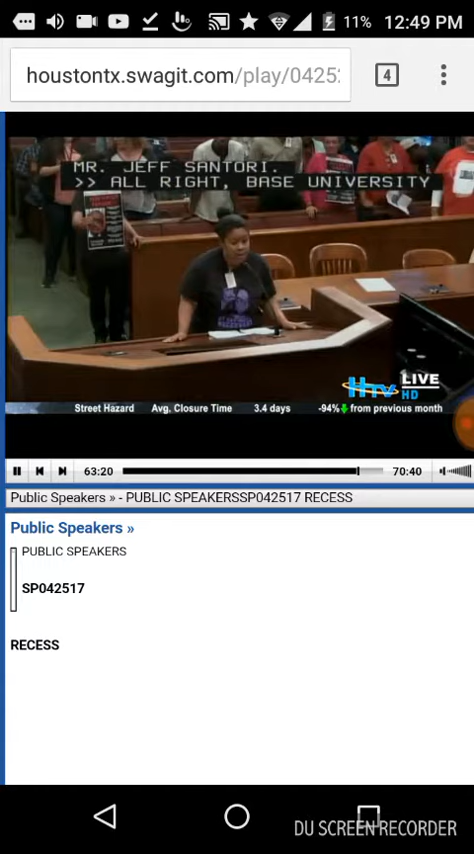 11% 12:49 PM
houstontx.swagit.com/play/0425
4
MR. JEFF SANTORI.
>> ALL RIGHT, BASE UNIVERSITY
Htv LIVE
HD
Street Hazard Avg. Closure Time 3.4 days -94% from previous month
63:20 70:40
Public Speakers » - PUBLIC SPEAKERSSP042517 RECESS
Public Speakers »
PUBLIC SPEAKERS
SP042517
RECESS
DU SCREEN RECORDER